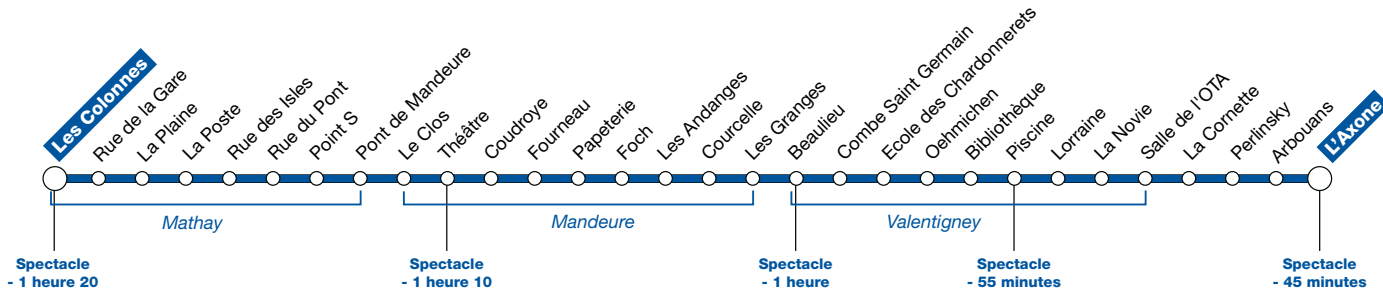 Les Colonnes
Rue de la Gare
La Plaine
La Poste
Rue des Isles
Rue du Pont
Point S
Pont de Mandeure
Le Clos
Théâtre
Coudroye
Fourneau
Papeterie
Foch
Les Andanges
Courcelle
Les Granges
Beaulieu
Combe Saint Germain
Ecole des Chardonnerets
Oehmichen
Bibliothèque
Piscine
Lorraine
La Novie
Salle de l'OTA
La Cornette
Perlinsky
Arbouans
L'Axone
Mathay
Mandeure
Valentigney
Spectacle
- 1 heure 20
Spectacle
- 1 heure 10
Spectacle
- 1 heure
Spectacle
- 55 minutes
Spectacle
- 45 minutes